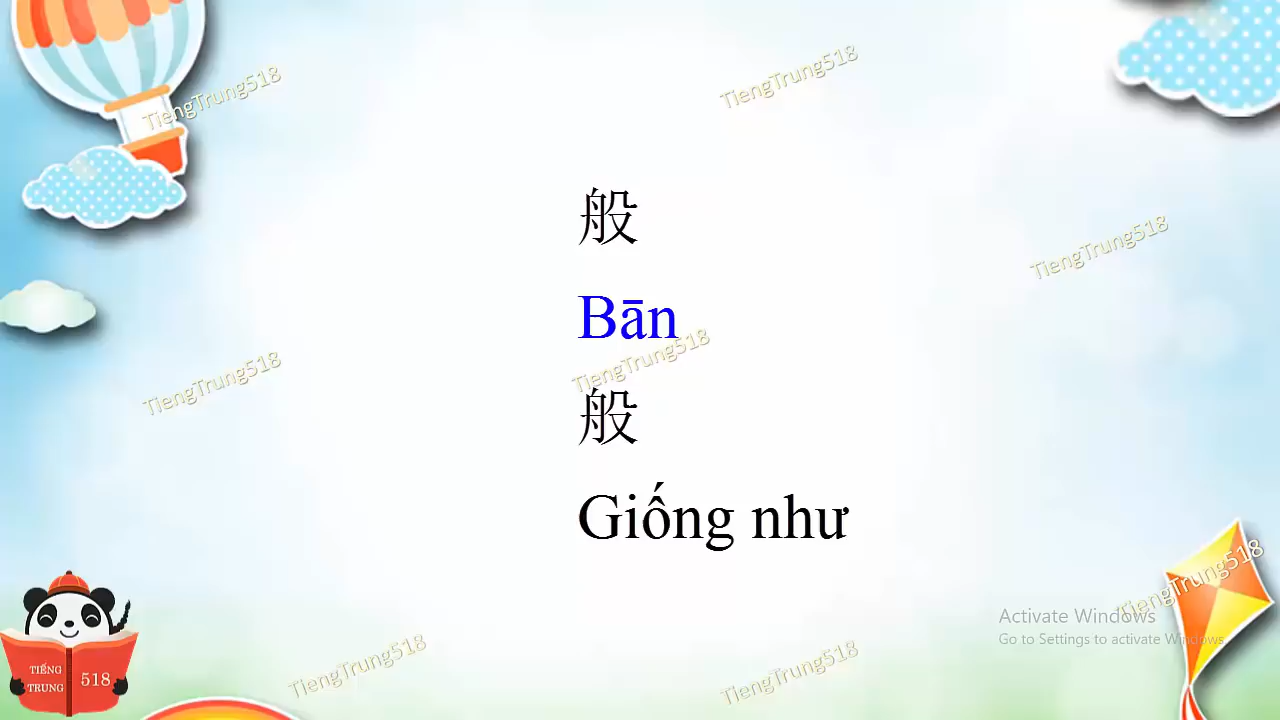 TiengTrung518
TiengTrung518
般
TiengTrung518
Bān
TiengTrung518
TiengTrung518
般
Giống như
TiengTrung518
Activate Windows
Go to Settings to activate Windows
TiengTrung518
TiengTrung518
TIẾNG
TRUNG
518